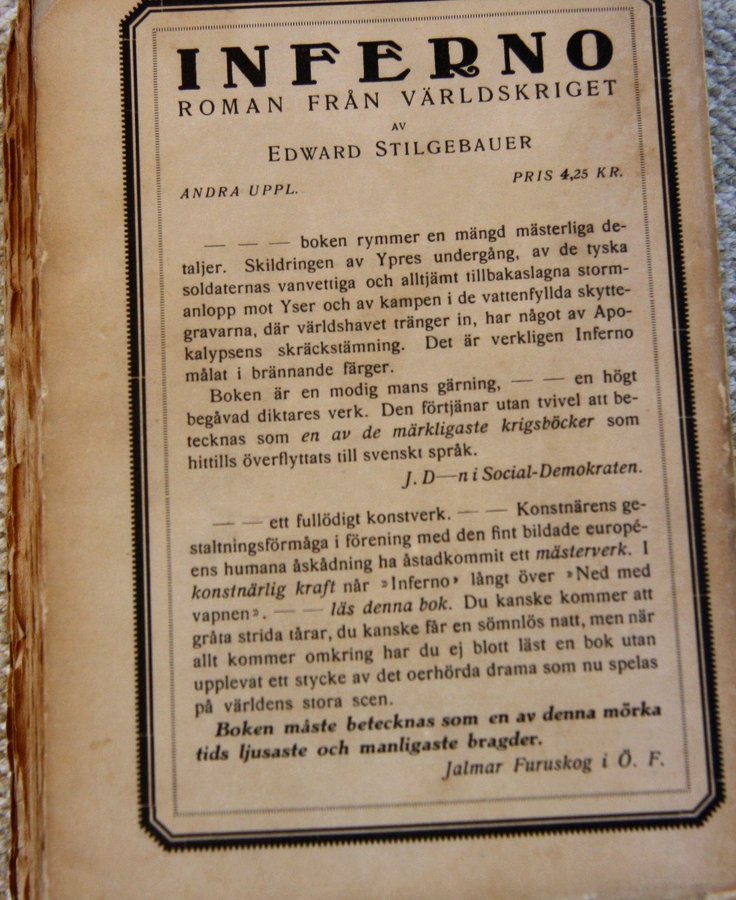 INFERNO
ROMAN FRÅN VÄRLDSKRIGET
AV
EDWARD STILGEBAUER
ANDRA UPPL. PRIS 4,25 KR.
— — — boken rymmer en mängd mästerliga de-
taljer. Skildringen av Ypres undergång, av de tyska
soldaternas vanvettiga och alltjämt tillbakaslagna storm-
anlopp mot Yser och av kampen i de vattenfyllda skytte-
gravarna, där världshavet tränger in, har något av Apo-
kalypsens skräckstämning. Det är verkligen Inferno
målat i brännande färger.
Boken är en modig mans gärning, — — en högt
begåvad diktares verk. Den förtjänar utan tvivel att be-
tecknas som en av de märkligaste krigsböcker som
hittills överflyttats till svenskt språk.
J. D—n i Social-Demokraten.
— — ett fullödigt konstverk. — — Konstnärens ge-
staltningsförmåga i förening med den fint bildade europé-
ens humana åskådning ha åstadkommit ett mästerverk. I
konstnärlig kraft når »Inferno» långt över »Ned med
vapnen». — — läs denna bok. Du kanske kommer att
gråta strida tårar, du kanske får en sömnlös natt, men när
allt kommer omkring har du ej blott läst en bok utan
upplevat ett stycke av det oerhörda drama som nu spelas
på världens stora scen.
Boken måste betecknas som en av denna mörka
tids ljusaste och manligaste bragder.
Jalmar Furuskog i Ö. F.